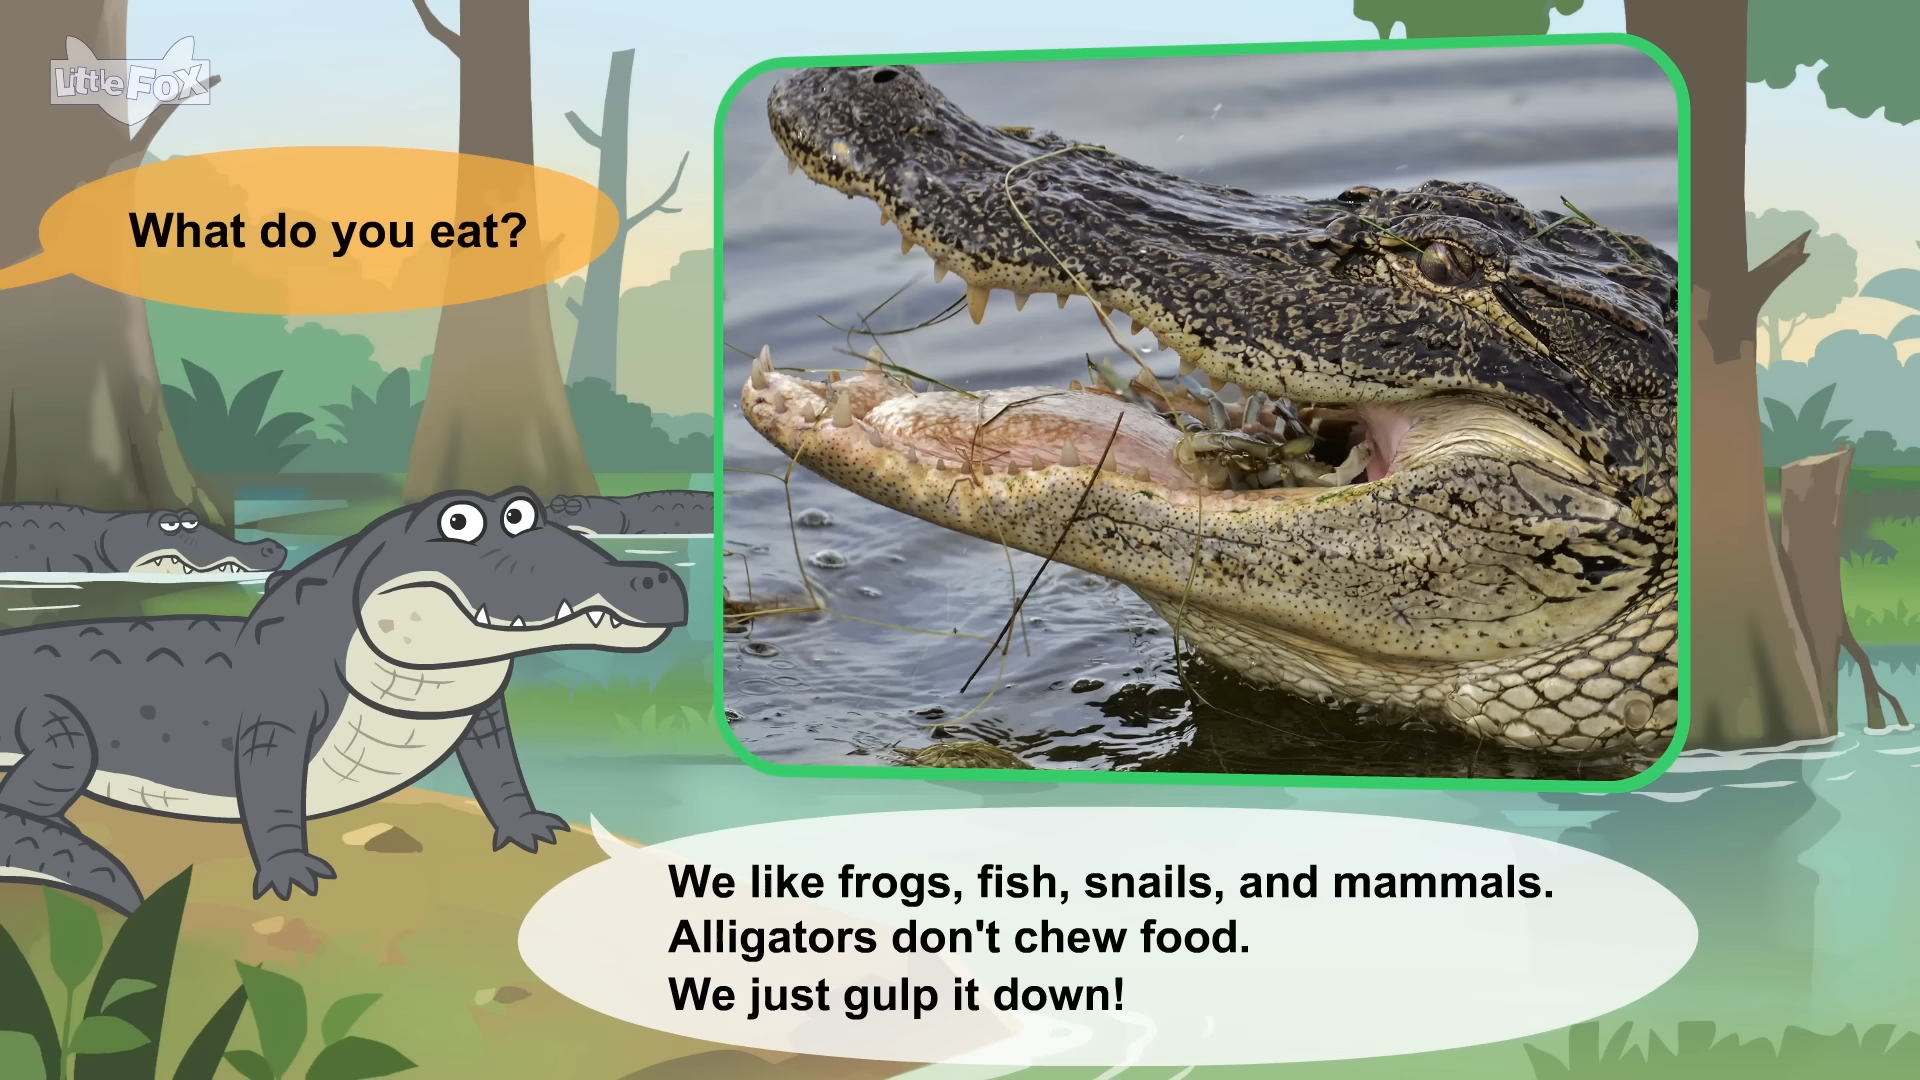 Little Fox
What do you eat?
We like frogs, fish, snails, and mammals.
Alligators don't chew food.
We just gulp it down!